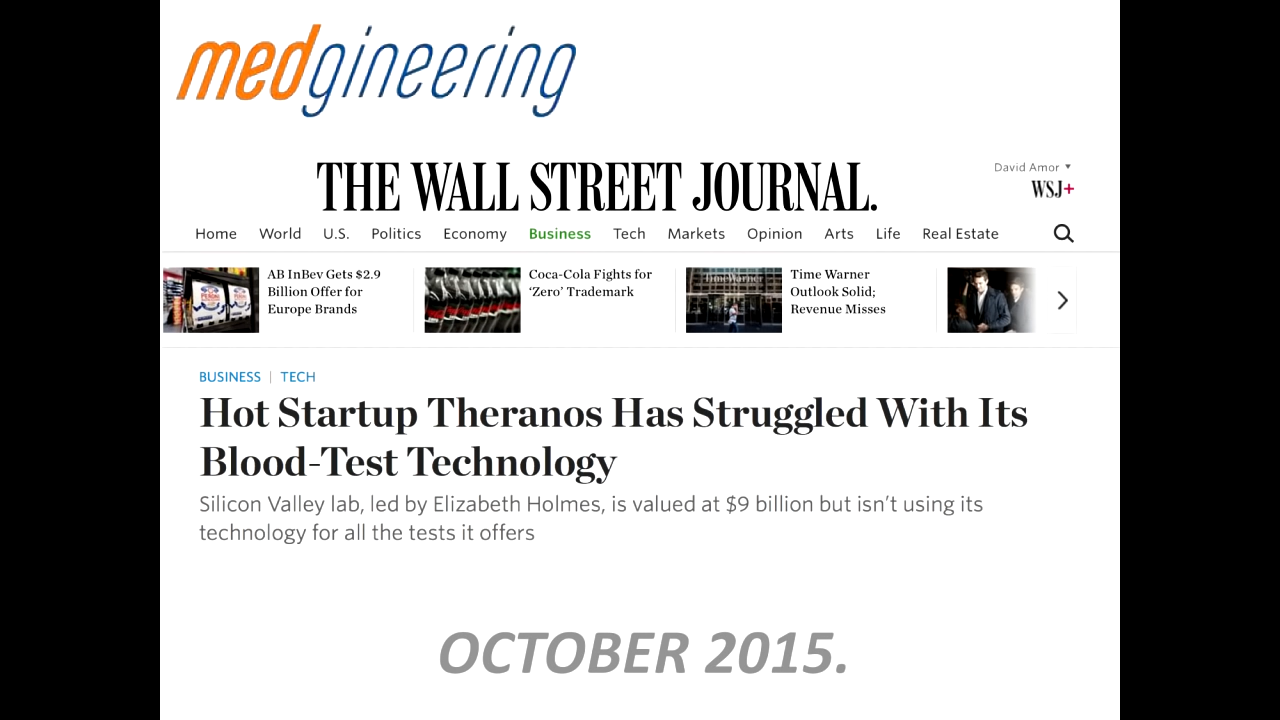 medgineering
THE WALL STREET JOURNAL.
David Amor ▼
WSJ+
Home World U.S. Politics Economy Business Tech Markets Opinion Arts Life Real Estate
AB InBev Gets $2.9
Billion Offer for
Europe Brands
Coca-Cola Fights for
‘Zero’ Trademark
TimeWarner
Time Warner
Outlook Solid;
Revenue Misses
BUSINESS | TECH
Hot Startup Theranos Has Struggled With Its
Blood-Test Technology
Silicon Valley lab, led by Elizabeth Holmes, is valued at $9 billion but isn’t using its
technology for all the tests it offers
OCTOBER 2015.